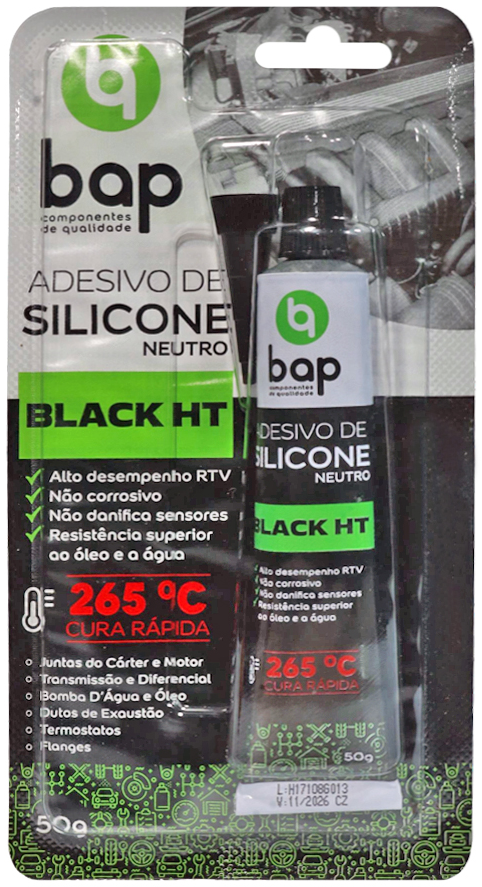 bap
componentes
de qualidade
ADESIVO DE
SILICONE
NEUTRO
BLACK HT
Alto desempenho RTV
Não corrosivo
Não danifica sensores
Resistência superior
ao óleo e a água
265 ºC
CURA RÁPIDA
Juntas do Cárter e Motor
Transmissão e Diferencial
Bomba D'Água e Óleo
Dutos de Exaustão
Termostatos
Flanges
50g
bap
componentes
de qualidade
ADESIVO DE
SILICONE
NEUTRO
BLACK HT
Alto desempenho RTV
Não corrosivo
Não danifica sensores
Resistência superior
ao óleo e a água
265 ºC
CURA RÁPIDA
50g
L:H171086013
V:11/2026 CZ